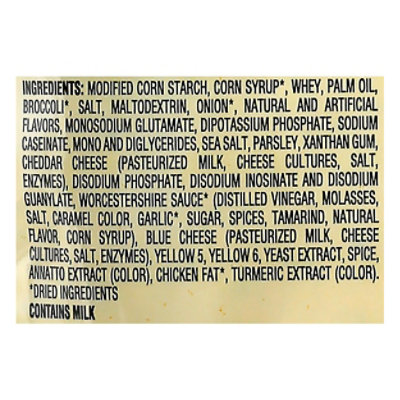 INGREDIENTS: MODIFIED CORN STARCH, CORN SYRUP*, WHEY, PALM OIL,
BROCCOLI*, SALT, MALTODEXTRIN, ONION*, NATURAL AND ARTIFICIAL
FLAVORS, MONOSODIUM GLUTAMATE, DIPOTASSIUM PHOSPHATE, SODIUM
CASEINATE, MONO AND DIGLYCERIDES, SEA SALT, PARSLEY, XANTHAN GUM,
CHEDDAR CHEESE (PASTEURIZED MILK, CHEESE CULTURES, SALT,
ENZYMES), DISODIUM PHOSPHATE, DISODIUM INOSINATE AND DISODIUM
GUANYLATE, WORCESTERSHIRE SAUCE* (DISTILLED VINEGAR, MOLASSES,
SALT, CARAMEL COLOR, GARLIC*, SUGAR, SPICES, TAMARIND, NATURAL
FLAVOR, CORN SYRUP), BLUE CHEESE (PASTEURIZED MILK, CHEESE
CULTURES, SALT, ENZYMES), YELLOW 5, YELLOW 6, YEAST EXTRACT, SPICE,
ANNATTO EXTRACT (COLOR), CHICKEN FAT*, TURMERIC EXTRACT (COLOR).
*DRIED INGREDIENTS
CONTAINS MILK